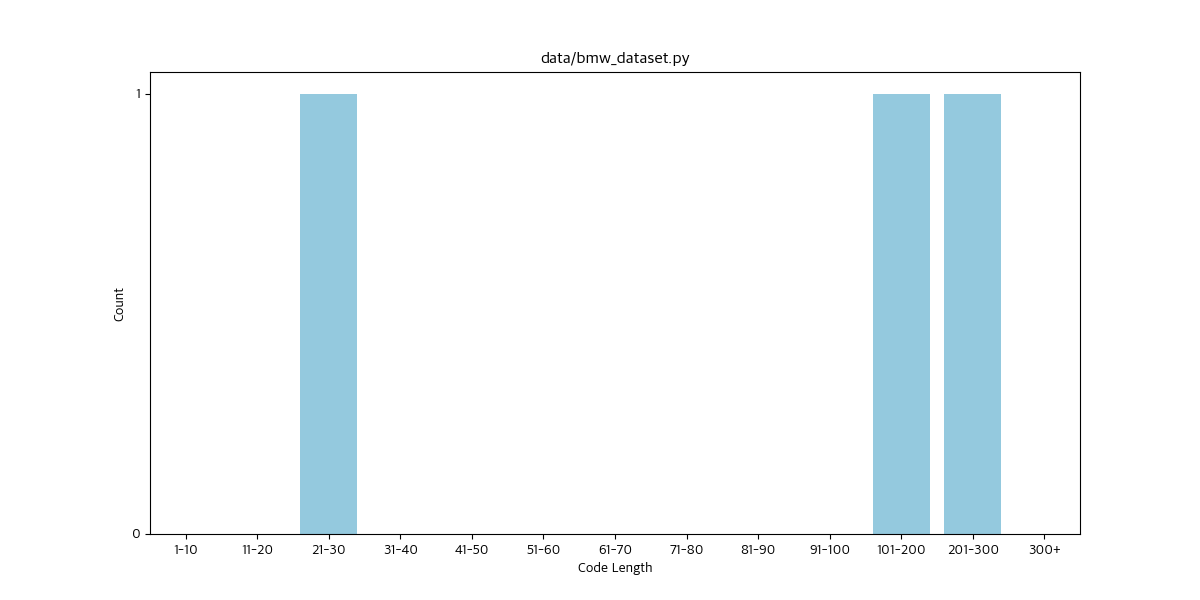 data/bmw_dataset.py
1
Count
0
1-10 11-20 21-30 31-40 41-50 51-60 61-70 71-80 81-90 91-100 101-200 201-300 300+
Code Length